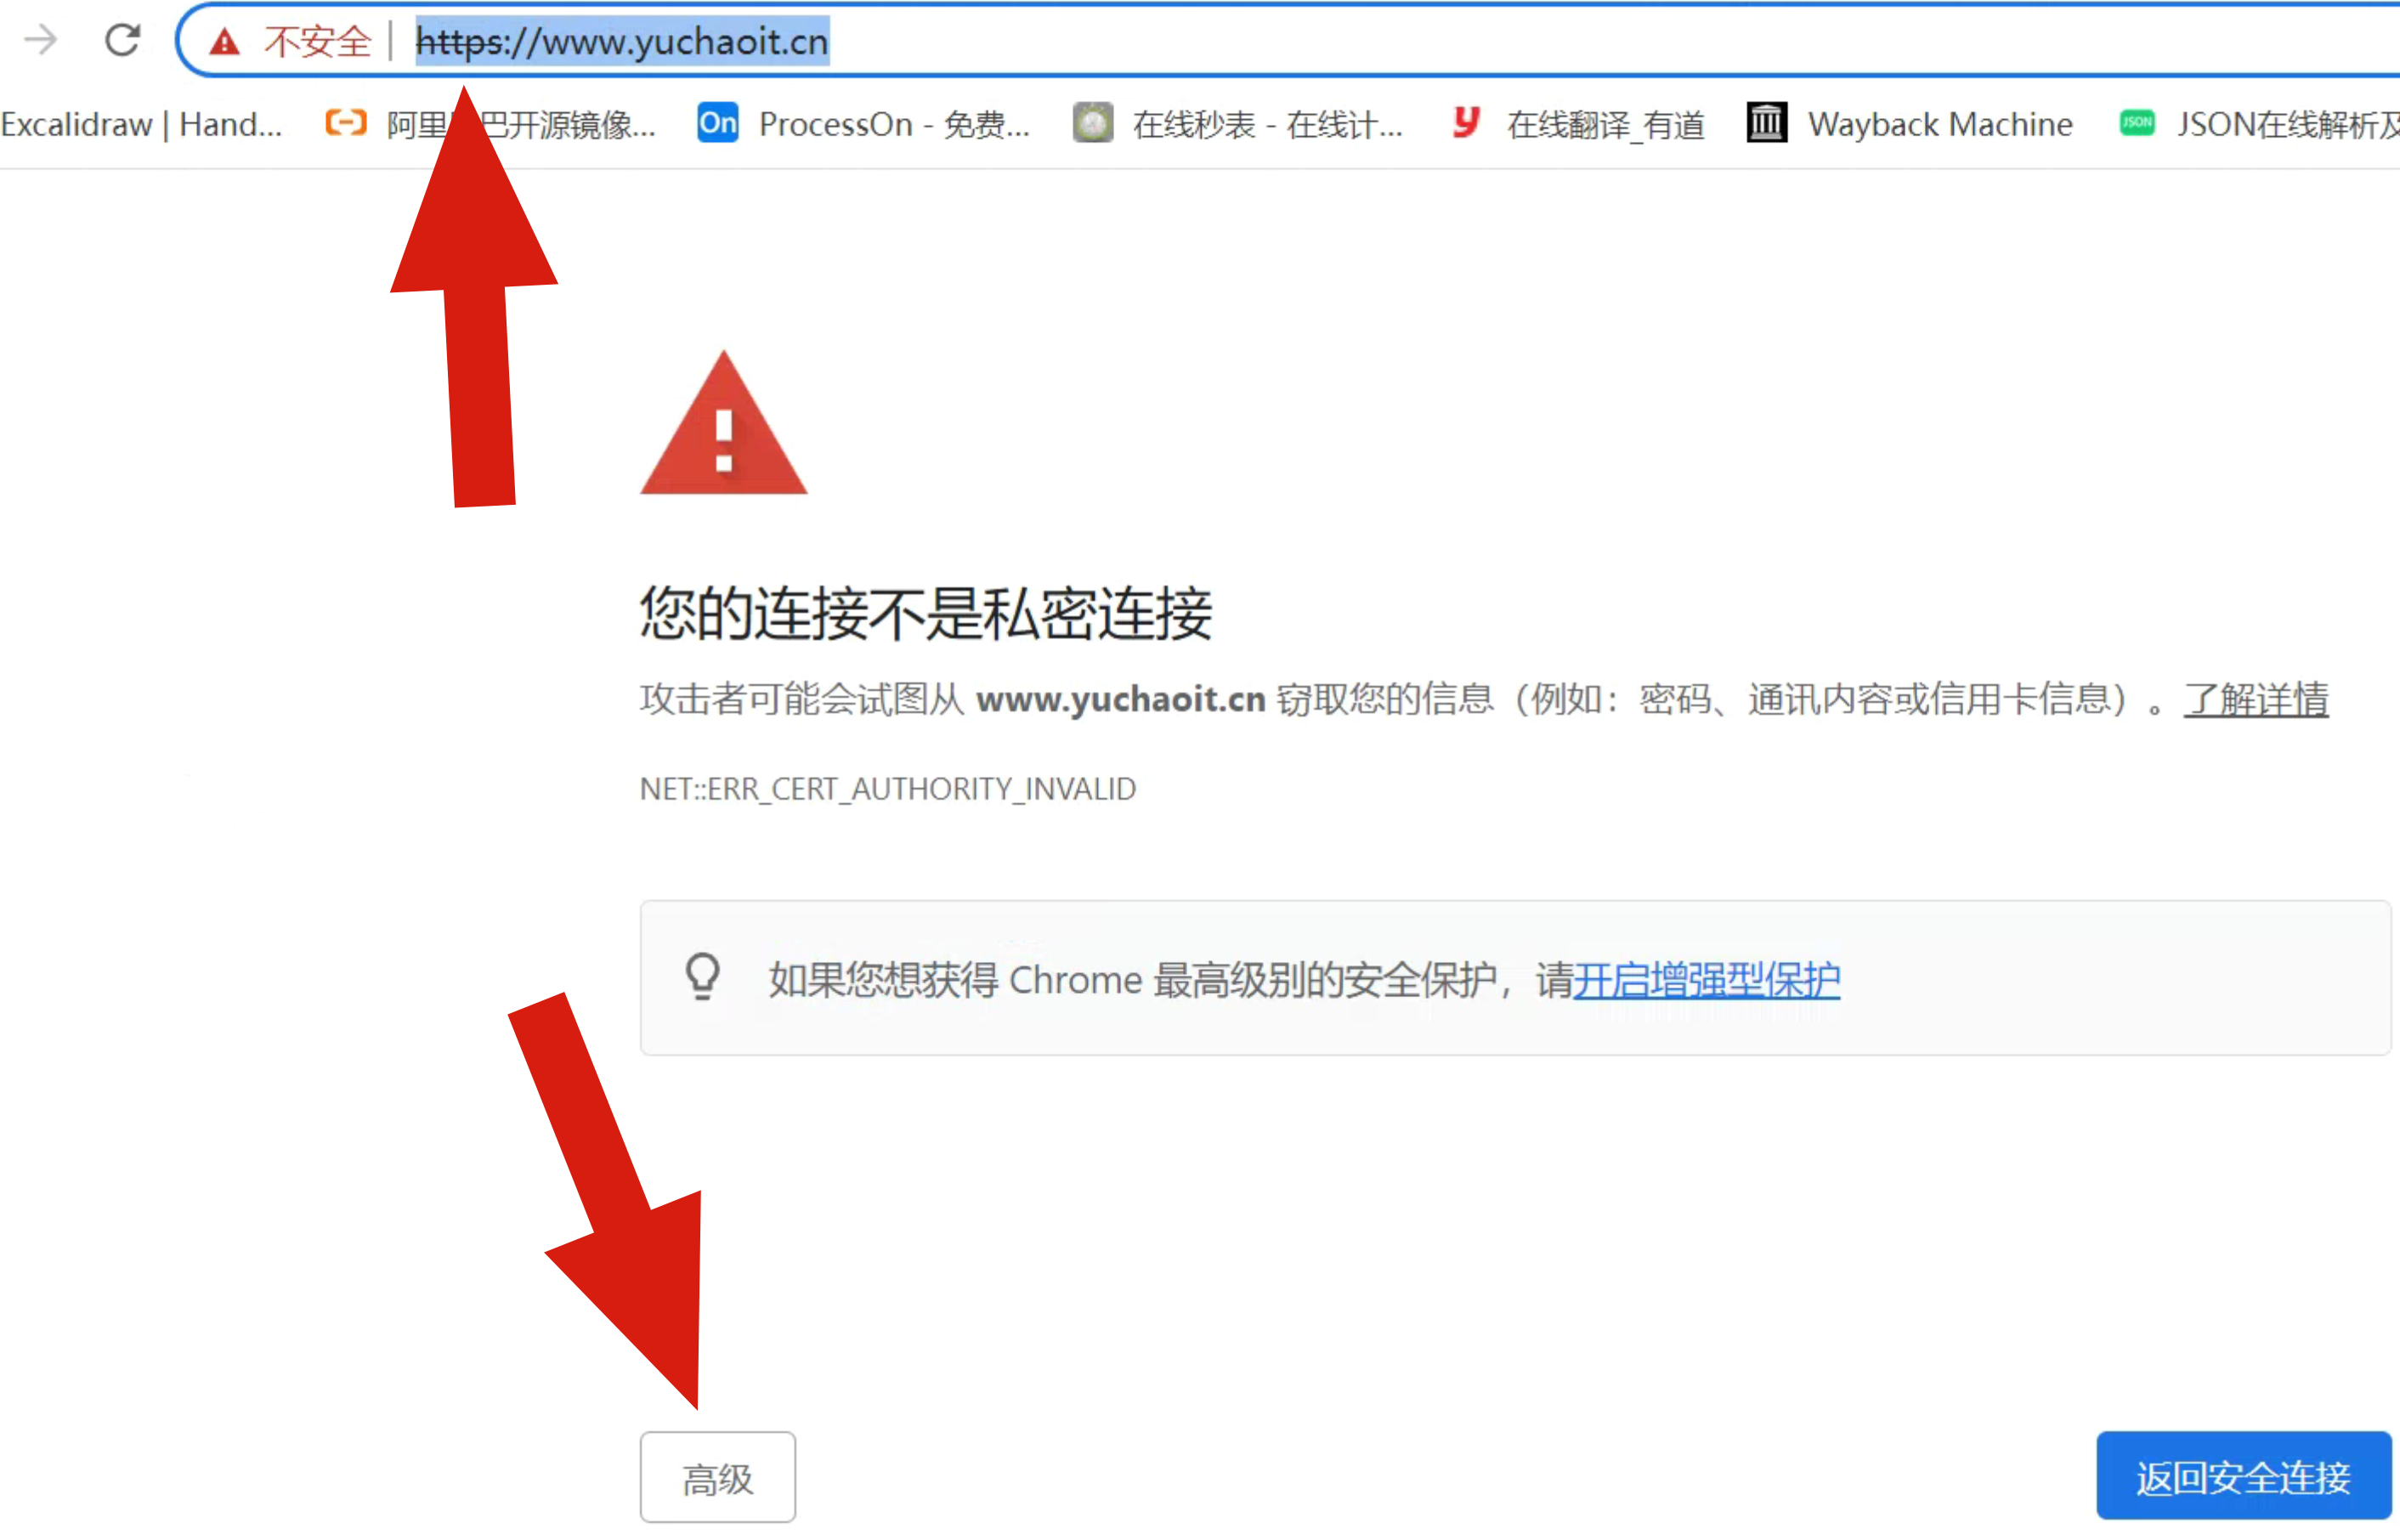 不安全 | https://www.yuchaoit.cn
Excalidraw | Hand... 阿里巴开源镜像... On ProcessOn - 免费... 在线秒表 - 在线计... 在线翻译_有道 Wayback Machine JSON JSON在线解析及
您的连接不是私密连接
攻击者可能会试图从 www.yuchaoit.cn 窃取您的信息（例如：密码、通讯内容或信用卡信息）。了解详情
NET::ERR_CERT_AUTHORITY_INVALID
如果您想获得 Chrome 最高级别的安全保护，请开启增强型保护
高级 返回安全连接